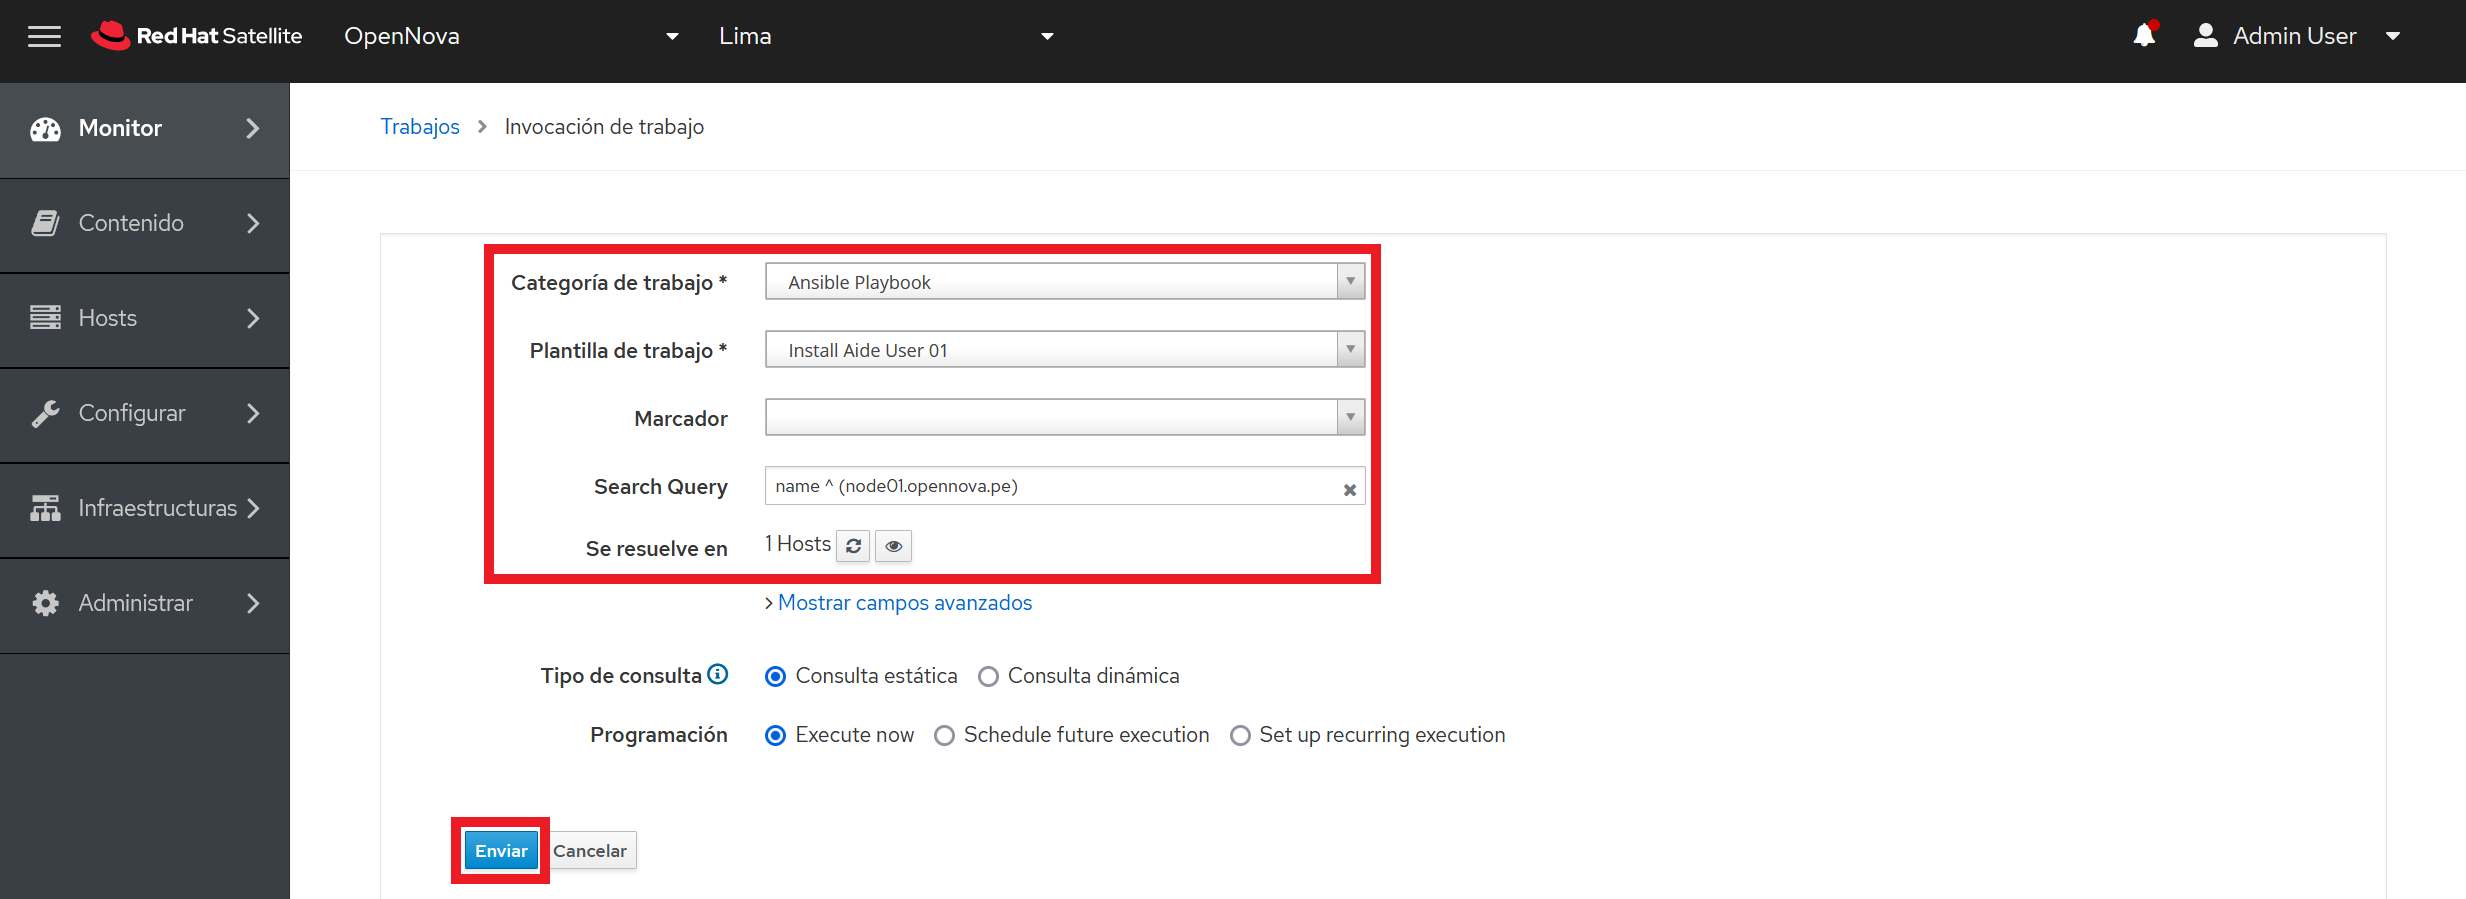 Red Hat Satellite OpenNova Lima Admin User
Monitor
Contenido
Hosts
Configurar
Infraestructuras
Administrar
Trabajos > Invocación de trabajo
Categoría de trabajo * Ansible Playbook
Plantilla de trabajo * Install Aide User 01
Marcador
Search Query name ^ (node01.opennova.pe)
Se resuelve en 1 Hosts
Mostrar campos avanzados
Tipo de consulta Consulta estática Consulta dinámica
Programación Execute now Schedule future execution Set up recurring execution
Enviar Cancelar